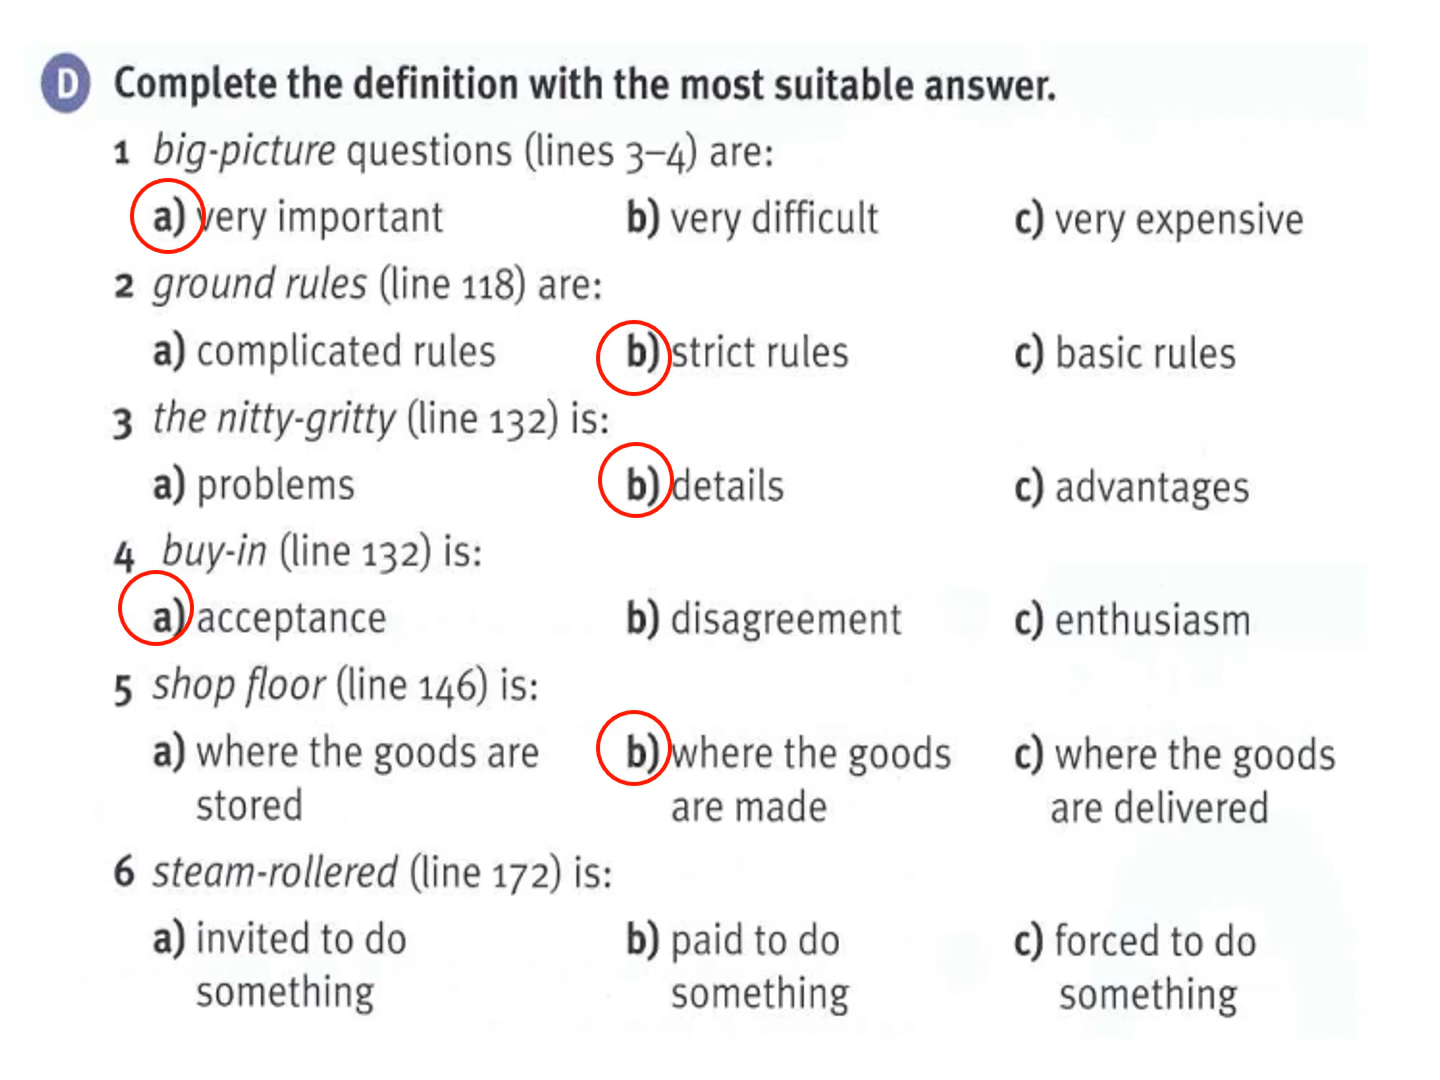 D Complete the definition with the most suitable answer.
1 big-picture questions (lines 3–4) are:
a) very important b) very difficult c) very expensive
2 ground rules (line 118) are:
a) complicated rules b) strict rules c) basic rules
3 the nitty-gritty (line 132) is:
a) problems b) details c) advantages
4 buy-in (line 132) is:
a) acceptance b) disagreement c) enthusiasm
5 shop floor (line 146) is:
a) where the goods are b) where the goods c) where the goods
stored are made are delivered
6 steam-rollered (line 172) is:
a) invited to do b) paid to do c) forced to do
something something something